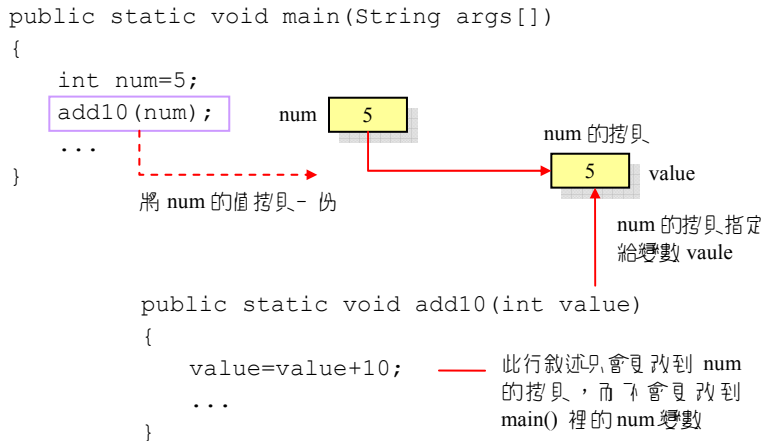 public static void main(String args[])
{
int num=5;
add10(num);
...
}
num 5
num 的拷貝
5 value
將 num 的值拷貝一份
num 的拷貝指定
給變數 vaule
public static void add10(int value)
{
value=value+10;
...
}
此行敘述只會更改到 num
的拷貝，而不會更改到
main() 裡的 num 變數